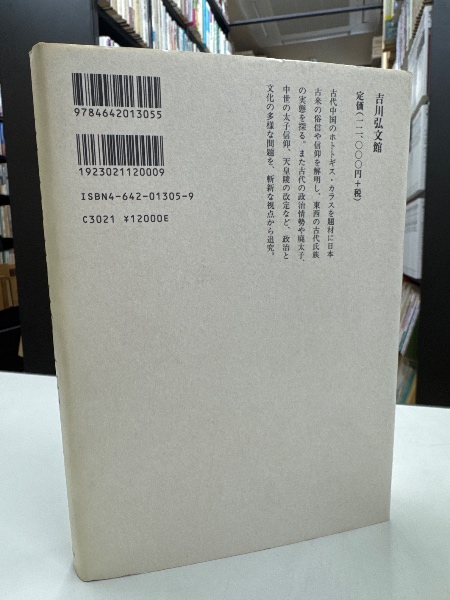 吉川弘文館
定価(一二、〇〇〇円+税)
古代中国のホトトギス・カラスを題材に日本
古来の俗信や信仰を解明し、東西の古代氏族
の実態を探る。また古代の政治情勢や廃太子、
中世の太子信仰、天皇陵の改定など、政治と
文化の多様な問題を、斬新な視点から追究。
9784642013055
1923021120009
ISBN4-642-01305-9
C3021 ¥12000E